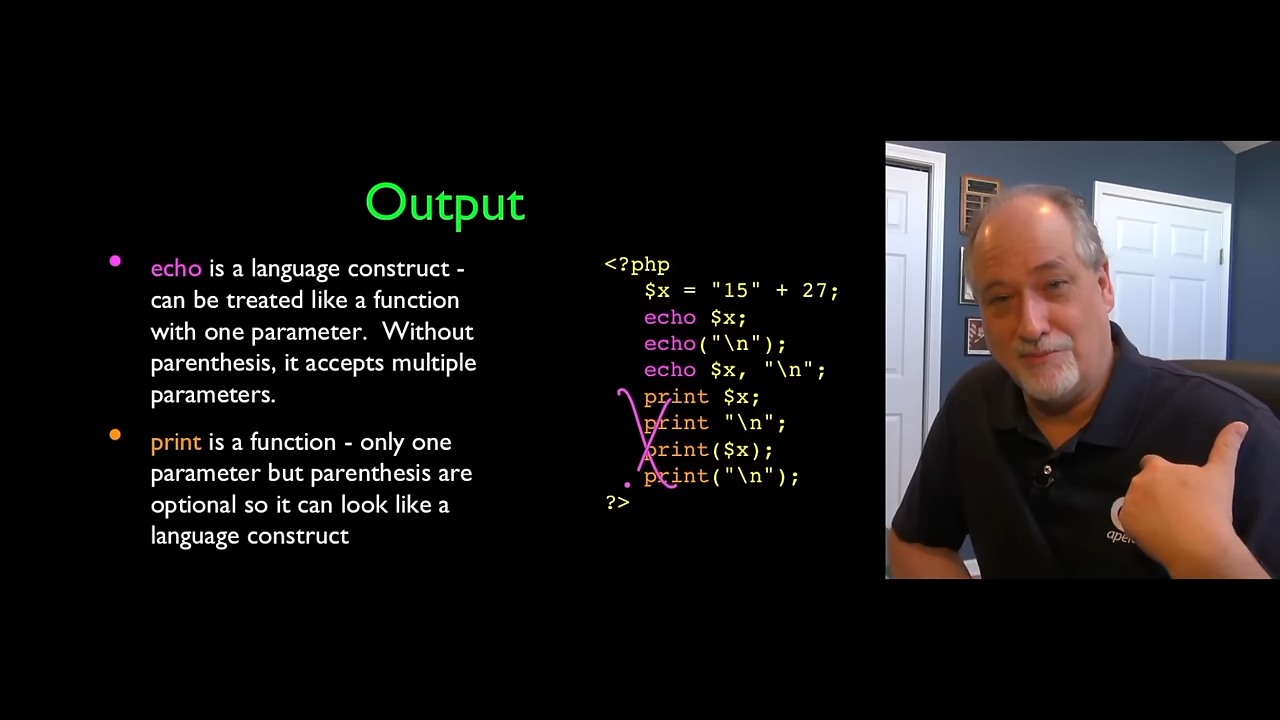 Output
echo is a language construct -
can be treated like a function
with one parameter. Without
parenthesis, it accepts multiple
parameters.
print is a function - only one
parameter but parenthesis are
optional so it can look like a
language construct
<?php
$x = "15" + 27;
echo $x;
echo("\n");
echo $x, "\n";
print $x;
print "\n";
print($x);
print("\n");
?>